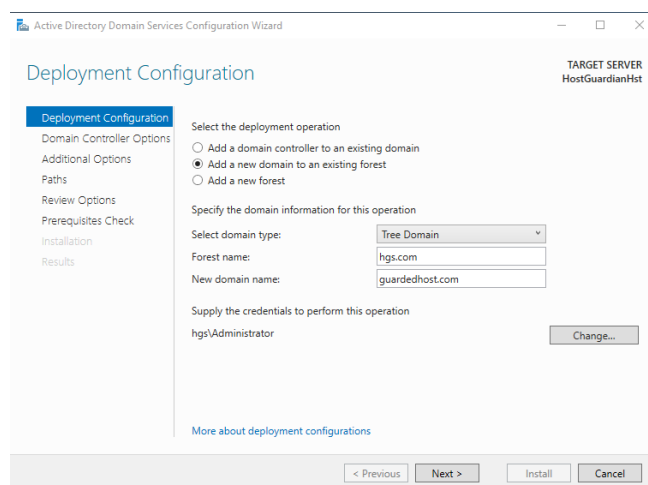 Active Directory Domain Services Configuration Wizard
Deployment Configuration
TARGET SERVER
HostGuardianHst
Deployment Configuration
Domain Controller Options
Additional Options
Paths
Review Options
Prerequisites Check
Installation
Results
Select the deployment operation
Add a domain controller to an existing domain
Add a new domain to an existing forest
Add a new forest
Specify the domain information for this operation
Select domain type: Tree Domain
Forest name: hgs.com
New domain name: guardedhost.com
Supply the credentials to perform this operation
hgs\Administrator Change...
More about deployment configurations
< Previous Next > Install Cancel